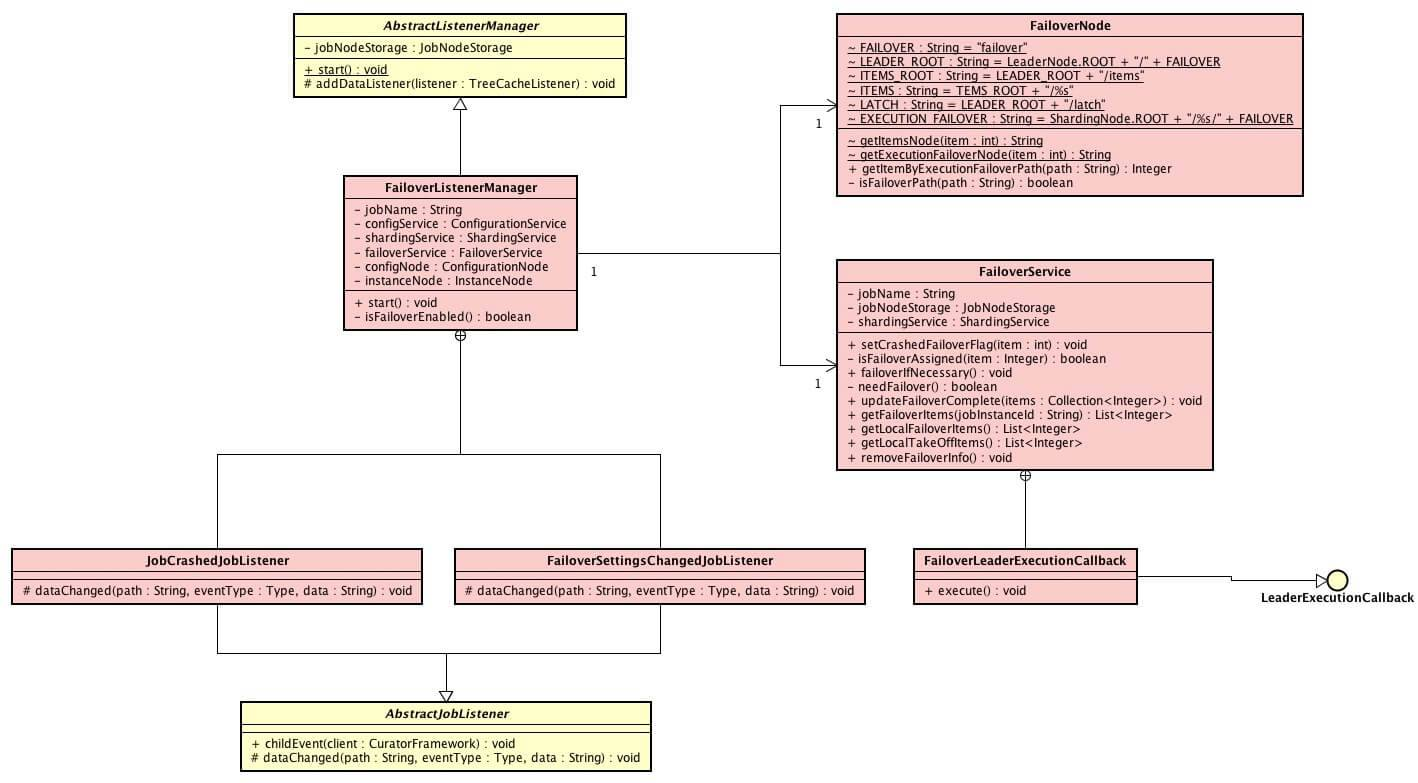 AbstractListenerManager
- jobNodeStorage : JobNodeStorage
+ start() : void
# addDataListener(listener : TreeCacheListener) : void
FailoverNode
~ FAILOVER : String = "failover"
~ LEADER_ROOT : String = LeaderNode.ROOT + "/" + FAILOVER
~ ITEMS_ROOT : String = LEADER_ROOT + "/items"
~ ITEMS : String = TEMS_ROOT + "/%s"
~ LATCH : String = LEADER_ROOT + "/latch"
~ EXECUTION_FAILOVER : String = ShardingNode.ROOT + "/%s/" + FAILOVER
~ getItemsNode(item : int) : String
~ getExecutionFailoverNode(item : int) : String
+ getItemByExecutionFailoverPath(path : String) : Integer
- isFailoverPath(path : String) : boolean
1
FailoverListenerManager
- jobName : String
- configService : ConfigurationService
- shardingService : ShardingService
- failoverService : FailoverService
- configNode : ConfigurationNode
- instanceNode : InstanceNode
+ start() : void
- isFailoverEnabled() : boolean
1
FailoverService
- jobName : String
- jobNodeStorage : JobNodeStorage
- shardingService : ShardingService
+ setCrashedFailoverFlag(item : int) : void
- isFailoverAssigned(item : Integer) : boolean
+ failoverIfNecessary() : void
- needFailover() : boolean
+ updateFailoverComplete(items : Collection<Integer>) : void
+ getFailoverItems(jobInstanceId : String) : List<Integer>
+ getLocalFailoverItems() : List<Integer>
+ getLocalTakeOffItems() : List<Integer>
+ removeFailoverInfo() : void
1
JobCrashedJobListener
# dataChanged(path : String, eventType : Type, data : String) : void
FailoverSettingsChangedJobListener
# dataChanged(path : String, eventType : Type, data : String) : void
FailoverLeaderExecutionCallback
+ execute() : void
LeaderExecutionCallback
AbstractJobListener
+ childEvent(client : CuratorFramework) : void
# dataChanged(path : String, eventType : Type, data : String) : void